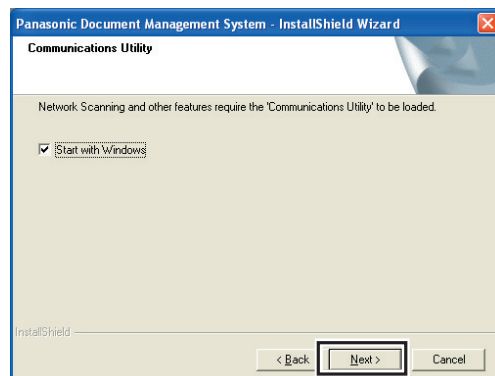 Panasonic Document Management System - InstallShield Wizard
Communications Utility
Network Scanning and other features require the 'Communications Utility' to be loaded.
Start with Windows
InstallShield
< Back Next > Cancel